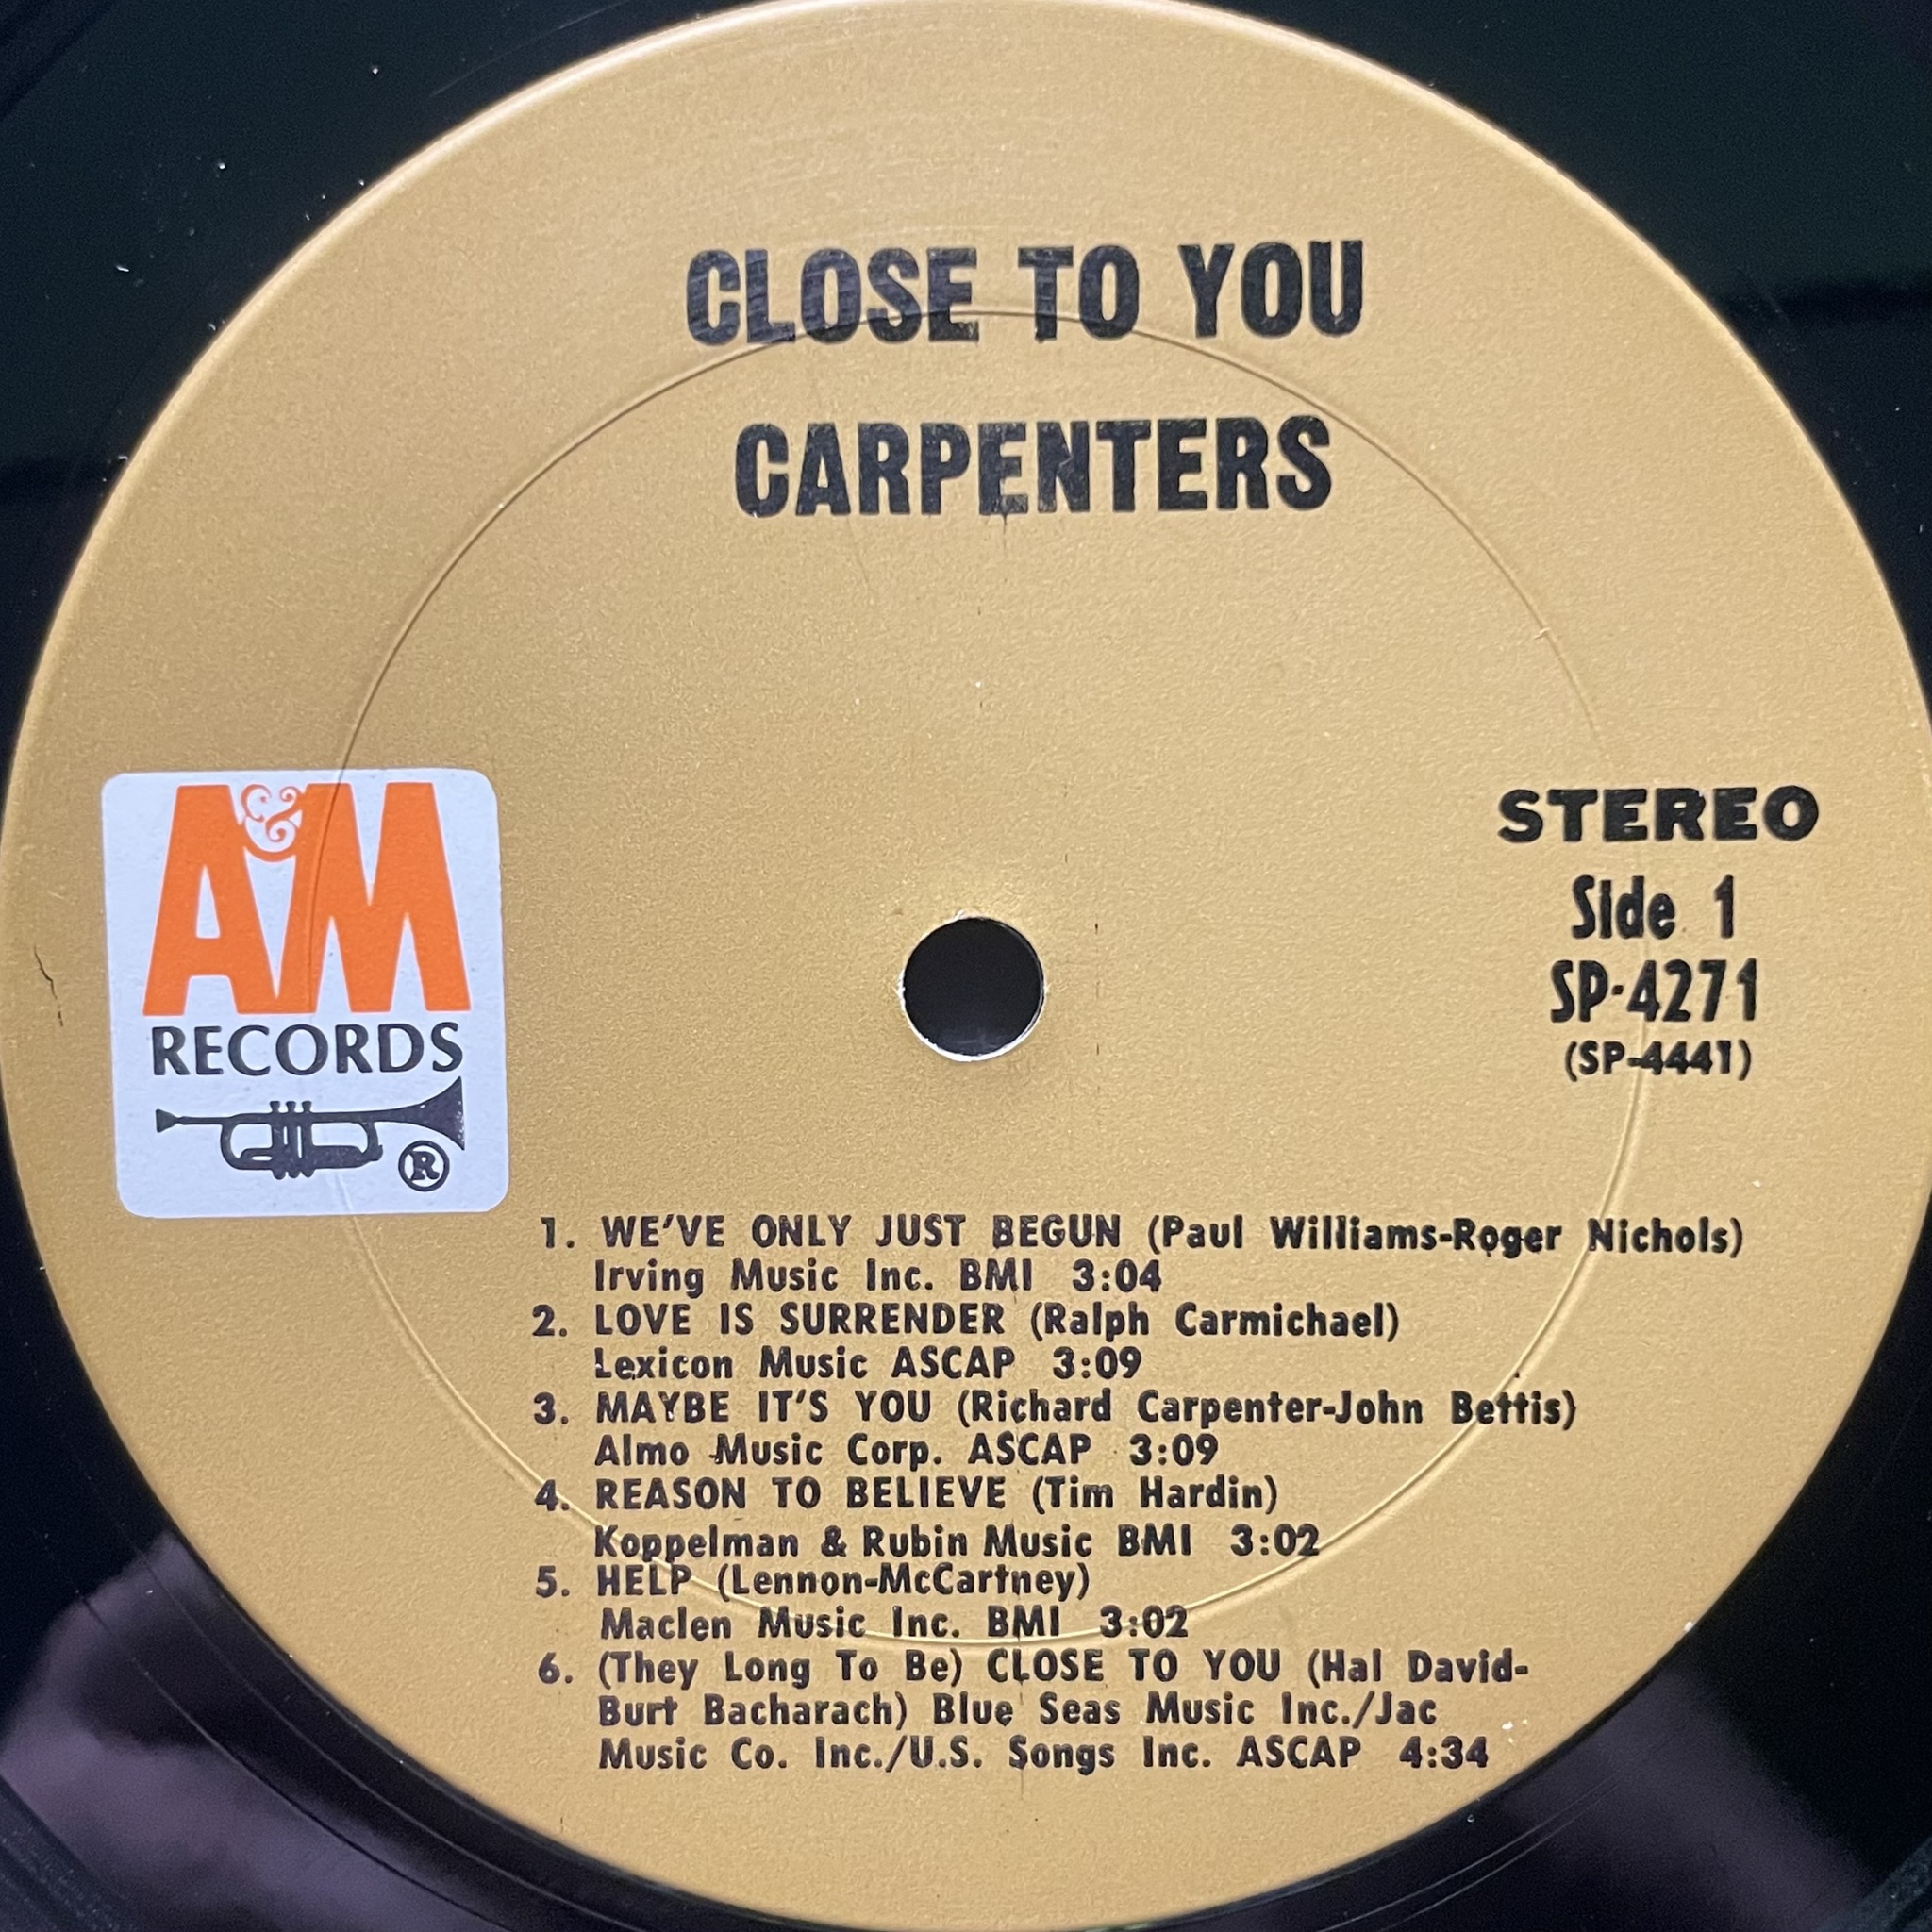 CLOSE TO YOU
CARPENTERS
A&M
RECORDS
®
STEREO
Side 1
SP-4271
(SP-4441)
1. WE'VE ONLY JUST BEGUN (Paul Williams-Roger Nichols)
Irving Music Inc. BMI 3:04
2. LOVE IS SURRENDER (Ralph Carmichael)
Lexicon Music ASCAP 3:09
3. MAYBE IT'S YOU (Richard Carpenter-John Bettis)
Almo Music Corp. ASCAP 3:09
4. REASON TO BELIEVE (Tim Hardin)
Koppelman & Rubin Music BMI 3:02
5. HELP (Lennon-McCartney)
Maclen Music Inc. BMI 3:02
6. (They Long To Be) CLOSE TO YOU (Hal David-
Burt Bacharach) Blue Seas Music Inc./Jac
Music Co. Inc./U.S. Songs Inc. ASCAP 4:34